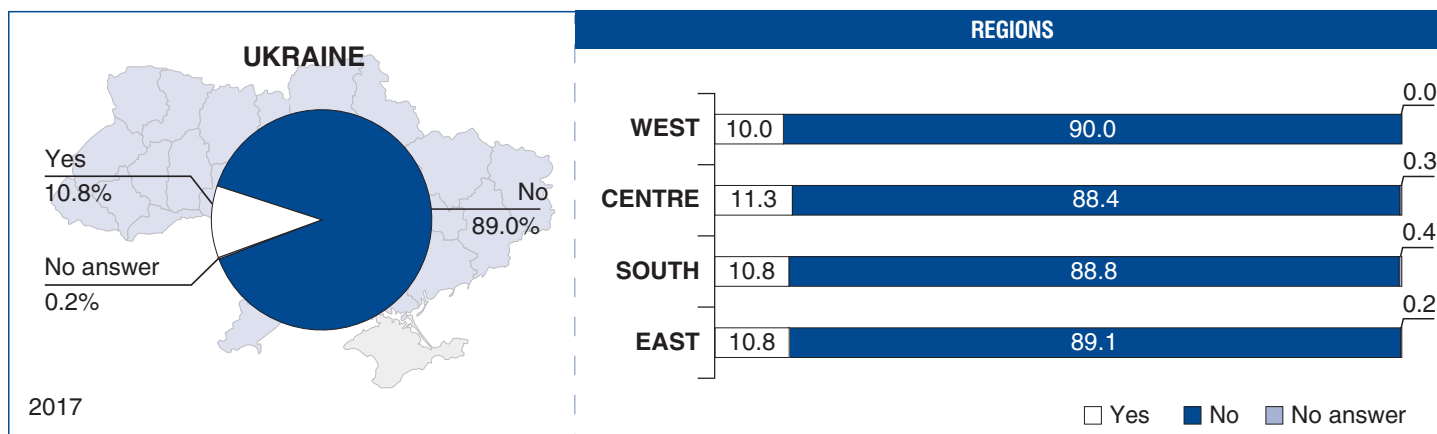 UKRAINE
Yes
10.8%
No
89.0%
No answer
0.2%
2017
REGIONS
0.0
WEST 10.0 90.0
0.3
CENTRE 11.3 88.4
0.4
SOUTH 10.8 88.8
0.2
EAST 10.8 89.1
Yes No No answer